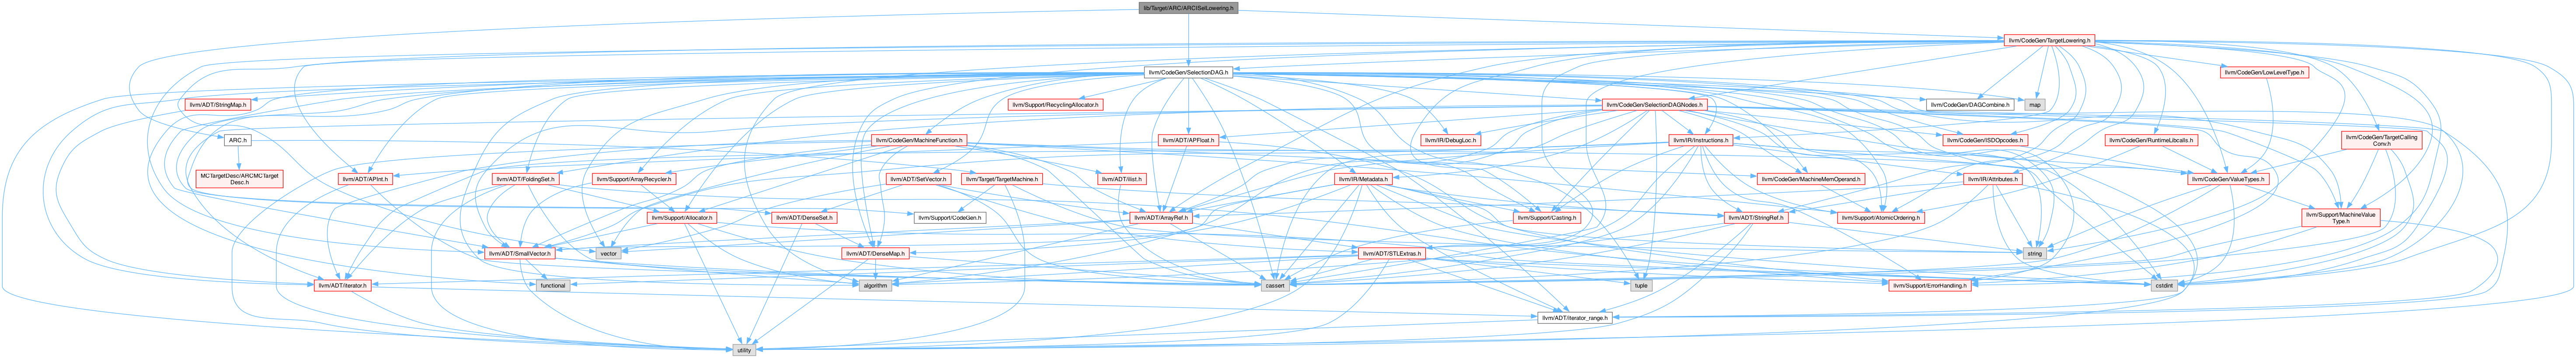 lib/Target/ARC/ARCISelLowering.h
llvm/CodeGen/TargetLowering.h
llvm/CodeGen/SelectionDAG.h
llvm/CodeGen/LowLevelType.h
llvm/ADT/StringMap.h
llvm/Support/RecyclingAllocator.h
llvm/CodeGen/SelectionDAGNodes.h
llvm/CodeGen/DAGCombine.h
map
ARC.h
llvm/CodeGen/MachineFunction.h
llvm/ADT/APFloat.h
llvm/IR/DebugLoc.h
llvm/IR/Instructions.h
llvm/CodeGen/ISDOpcodes.h
llvm/CodeGen/RuntimeLibcalls.h
llvm/CodeGen/TargetCalling
Conv.h
MCTargetDesc/ARCMCTarget
Desc.h
llvm/ADT/APInt.h
llvm/ADT/FoldingSet.h
llvm/Support/ArrayRecycler.h
llvm/ADT/SetVector.h
llvm/Target/TargetMachine.h
llvm/ADT/ilist.h
llvm/IR/Metadata.h
llvm/CodeGen/MachineMemOperand.h
llvm/IR/Attributes.h
llvm/CodeGen/ValueTypes.h
llvm/Support/Allocator.h
llvm/ADT/DenseSet.h
llvm/Support/CodeGen.h
llvm/ADT/ArrayRef.h
llvm/Support/Casting.h
llvm/ADT/StringRef.h
llvm/Support/AtomicOrdering.h
llvm/Support/MachineValue
Type.h
llvm/ADT/SmallVector.h
vector
llvm/ADT/DenseMap.h
llvm/ADT/STLExtras.h
string
llvm/ADT/iterator.h
functional
algorithm
cassert
tuple
llvm/Support/ErrorHandling.h
cstdint
llvm/ADT/iterator_range.h
utility